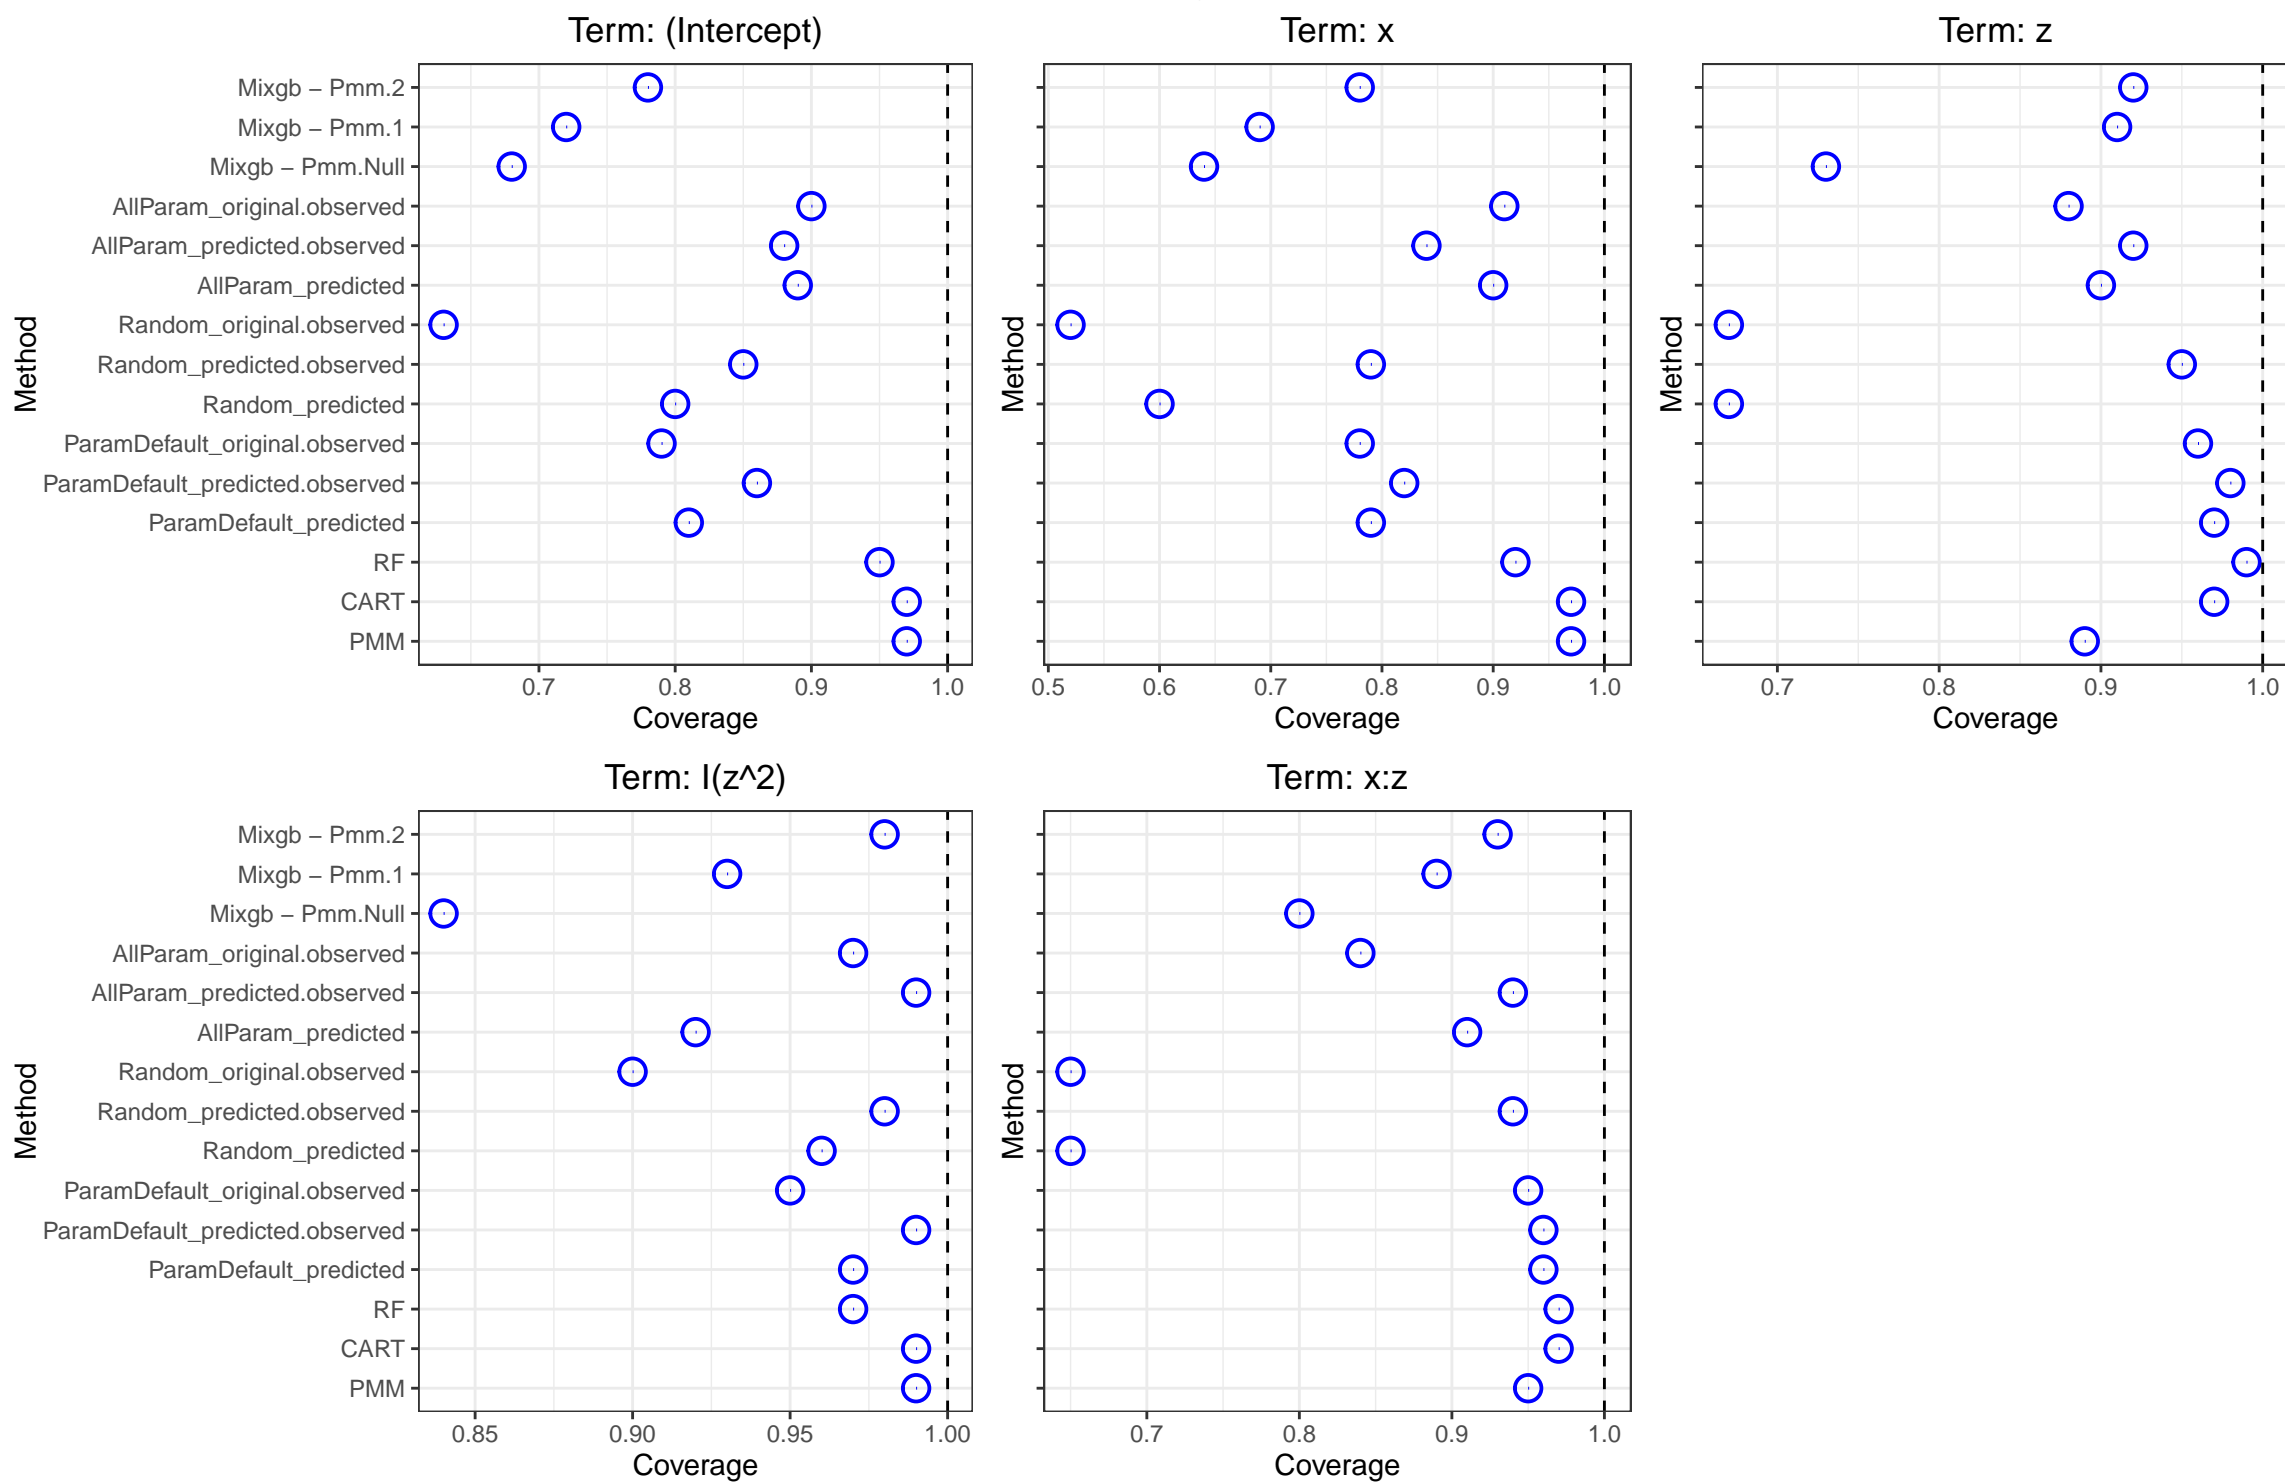 Term: (Intercept)
Term: x
Term: z
Method
Mixgb − Pmm.2
Mixgb − Pmm.1
Mixgb − Pmm.Null
AllParam_original.observed
AllParam_predicted.observed
AllParam_predicted
Random_original.observed
Random_predicted.observed
Random_predicted
ParamDefault_original.observed
ParamDefault_predicted.observed
ParamDefault_predicted
RF
CART
PMM
0.7 0.8 0.9 1.0
Coverage
Method
0.5 0.6 0.7 0.8 0.9 1.0
Coverage
Method
0.7 0.8 0.9 1.0
Coverage
Term: I(z^2)
Term: x:z
Method
Mixgb − Pmm.2
Mixgb − Pmm.1
Mixgb − Pmm.Null
AllParam_original.observed
AllParam_predicted.observed
AllParam_predicted
Random_original.observed
Random_predicted.observed
Random_predicted
ParamDefault_original.observed
ParamDefault_predicted.observed
ParamDefault_predicted
RF
CART
PMM
0.85 0.90 0.95 1.00
Coverage
Method
0.7 0.8 0.9 1.0
Coverage